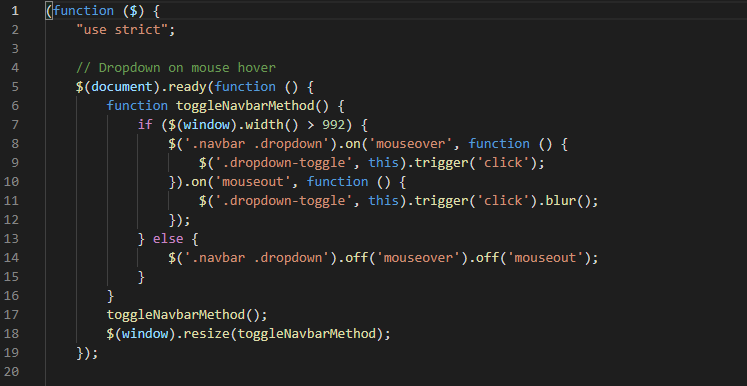 1 (function ($) {
2     "use strict";
3
4     // Dropdown on mouse hover
5     $(document).ready(function () {
6         function toggleNavbarMethod() {
7             if ($(window).width() > 992) {
8                 $('.navbar .dropdown').on('mouseover', function () {
9                     $('.dropdown-toggle', this).trigger('click');
10                 }).on('mouseout', function () {
11                     $('.dropdown-toggle', this).trigger('click').blur();
12                 });
13             } else {
14                 $('.navbar .dropdown').off('mouseover').off('mouseout');
15             }
16         }
17         toggleNavbarMethod();
18         $(window).resize(toggleNavbarMethod);
19     });
20